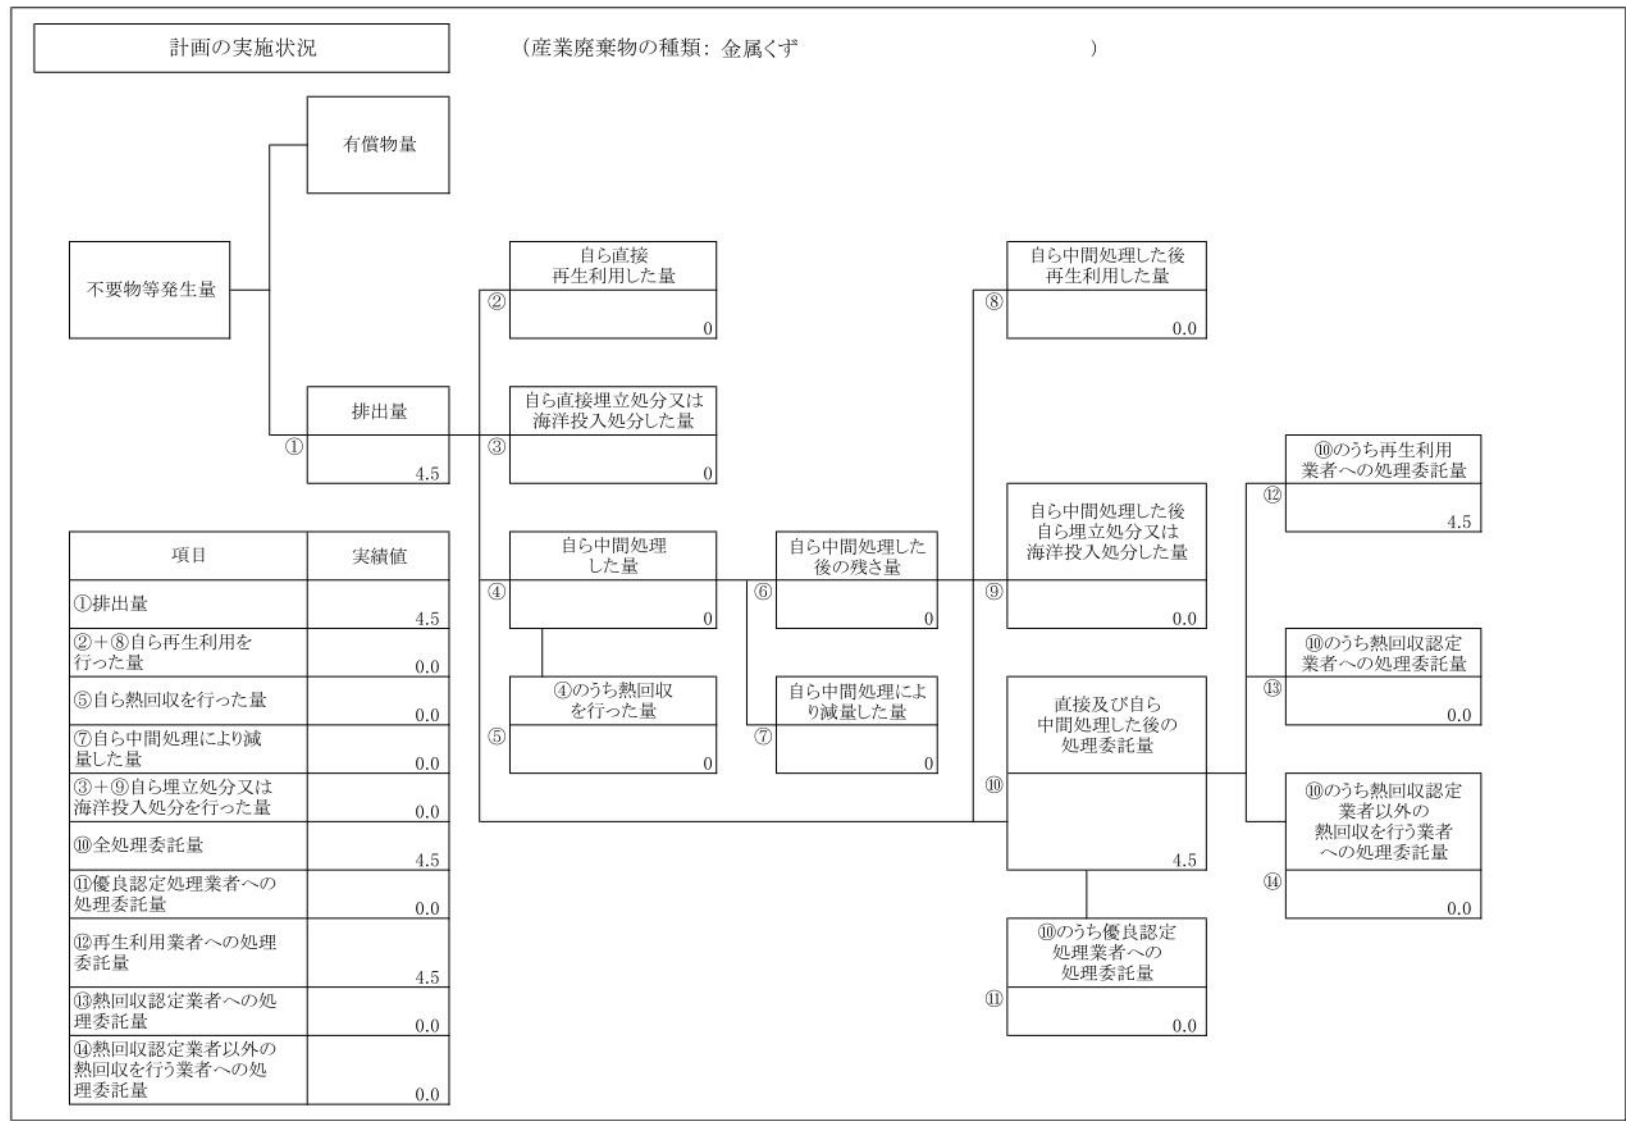 計画の実施状況
（産業廃棄物の種類： 金属くず ）
有償物量
不要物等発生量
自ら直接
再生利用した量
②
0
自ら中間処理した後
再生利用した量
⑧
0.0
排出量
①
4.5
自ら直接埋立処分又は
海洋投入処分した量
③
0
⑩のうち再生利用
業者への処理委託量
⑫
4.5
自ら中間処理
した量
④
0
自ら中間処理した
後の残さ量
⑥
0
自ら中間処理した後
自ら埋立処分又は
海洋投入処分した量
⑨
0.0
⑩のうち熱回収認定
業者への処理委託量
⑬
0.0
④のうち熱回収
を行った量
⑤
0
自ら中間処理によ
り減量した量
⑦
0
直接及び自ら
中間処理した後の
処理委託量
⑩
4.5
⑩のうち熱回収認定
業者以外の
熱回収を行う業者
への処理委託量
⑭
0.0
⑩のうち優良認定
処理業者への
処理委託量
⑪
0.0
項目 実績値
①排出量
4.5
②＋⑧自ら再生利用を
行った量
0.0
⑤自ら熱回収を行った量
0.0
⑦自ら中間処理により減
量した量
0.0
③＋⑨自ら埋立処分又は
海洋投入処分を行った量
0.0
⑩全処理委託量
4.5
⑪優良認定処理業者への
処理委託量
0.0
⑫再生利用業者への処理
委託量
4.5
⑬熱回収認定業者への処
理委託量
0.0
⑭熱回収認定業者以外の
熱回収を行う業者への処
理委託量
0.0